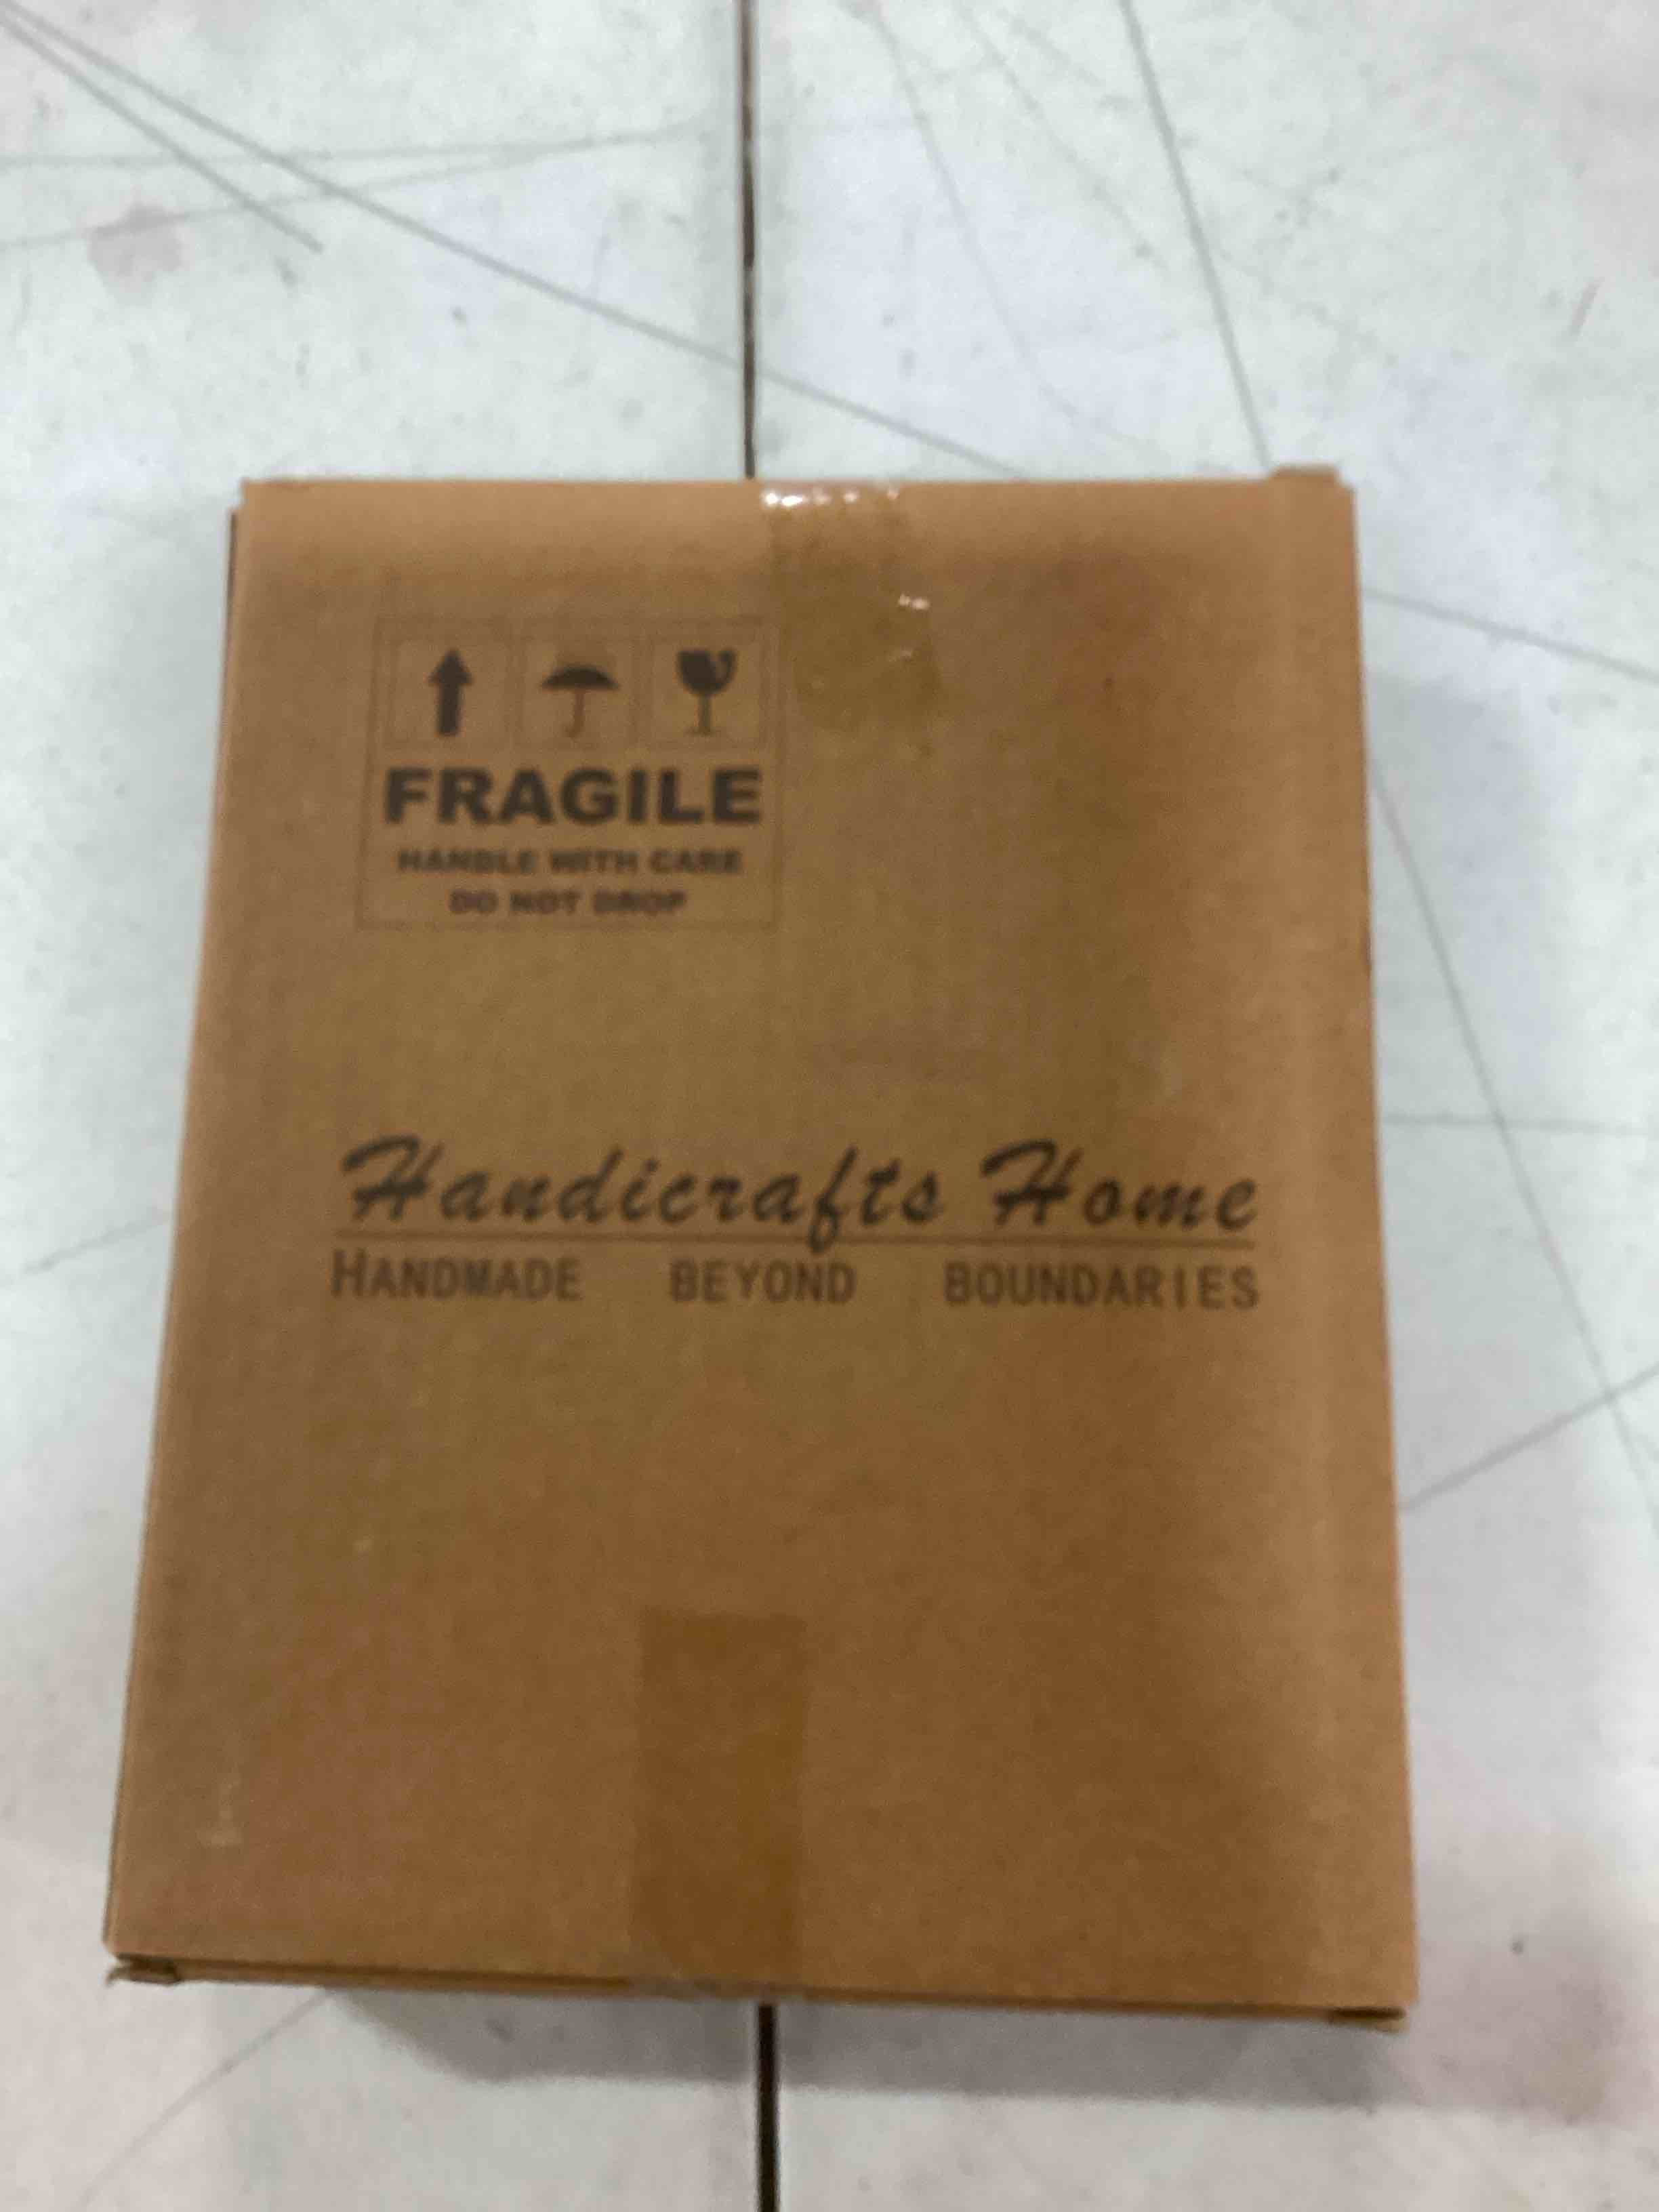 FRAGILE
HANDLE WITH CARE
DO NOT DROP
Handicrafts Home
HANDMADE BEYOND BOUNDARIES